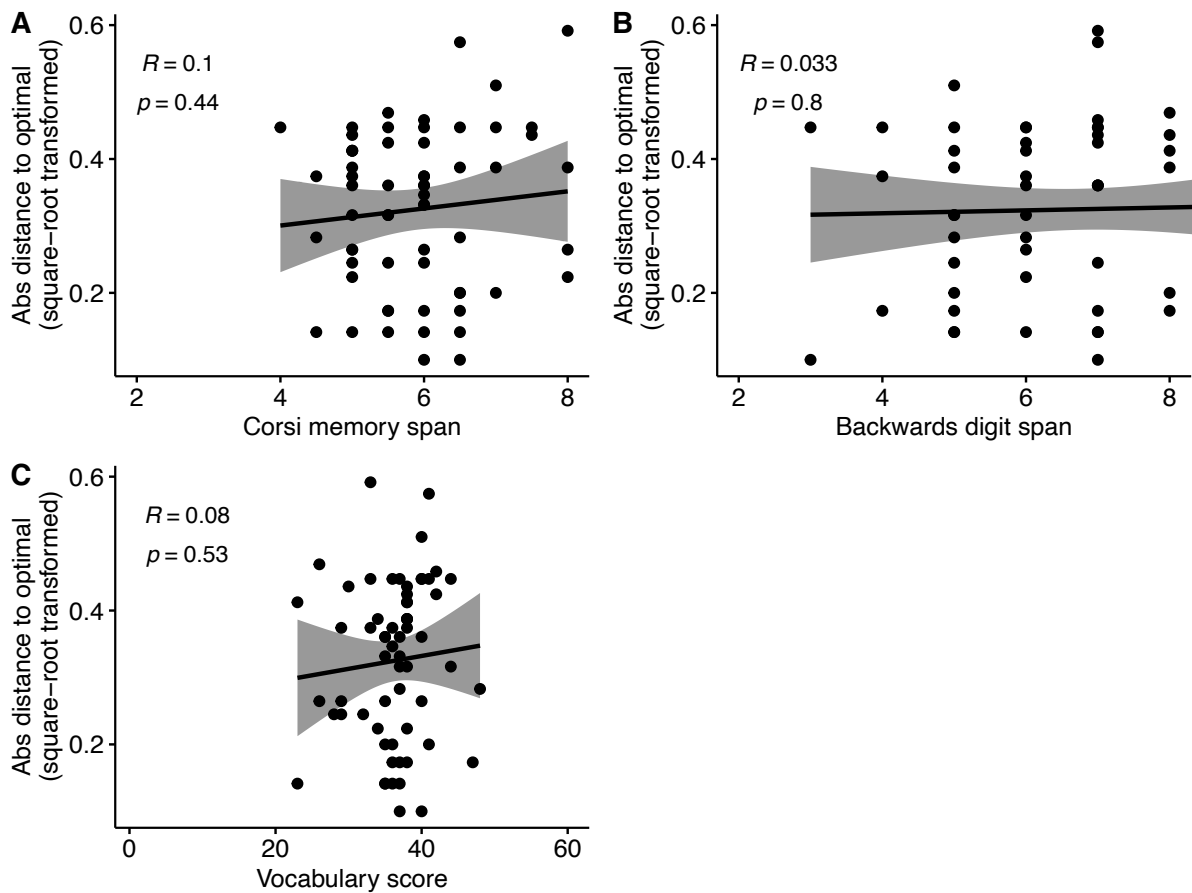 A
Abs distance to optimal
(square−root transformed)
0.6
0.4
0.2
R = 0.1
p = 0.44
2 4 6 8
Corsi memory span
B
Abs distance to optimal
(square−root transformed)
0.6
0.4
0.2
R = 0.033
p = 0.8
2 4 6 8
Backwards digit span
C
Abs distance to optimal
(square−root transformed)
0.6
0.4
0.2
R = 0.08
p = 0.53
0 20 40 60
Vocabulary score